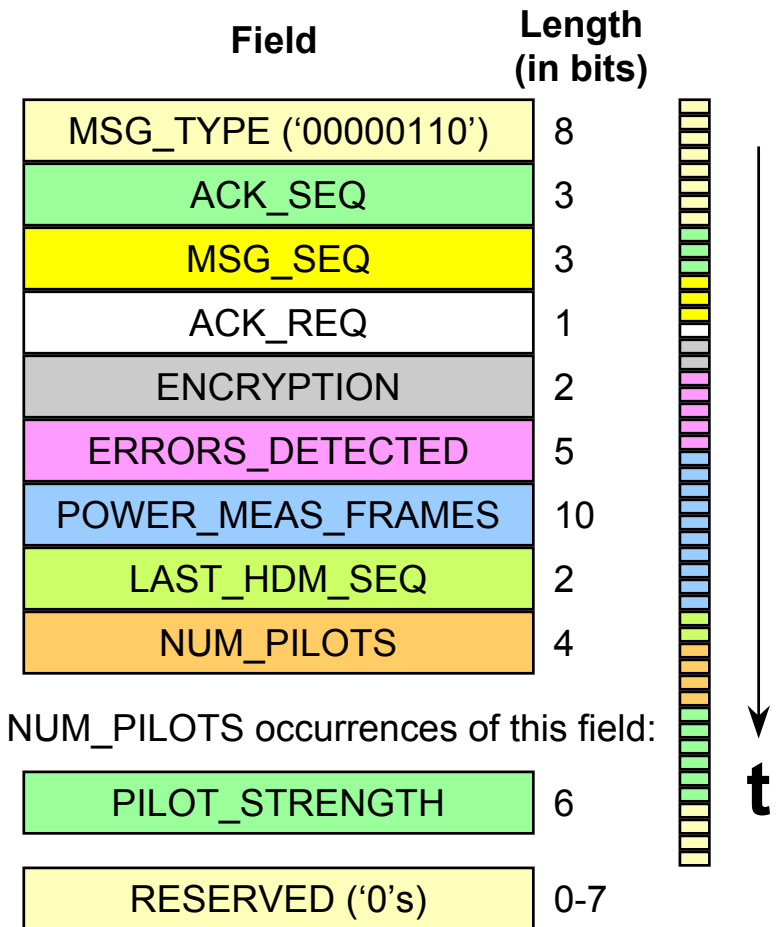 Field Length
(in bits)
MSG_TYPE (‘00000110’) 8
ACK_SEQ 3
MSG_SEQ 3
ACK_REQ 1
ENCRYPTION 2
ERRORS_DETECTED 5
POWER_MEAS_FRAMES 10
LAST_HDM_SEQ 2
NUM_PILOTS 4
NUM_PILOTS occurrences of this field:
PILOT_STRENGTH 6
t
RESERVED (‘0’s) 0-7